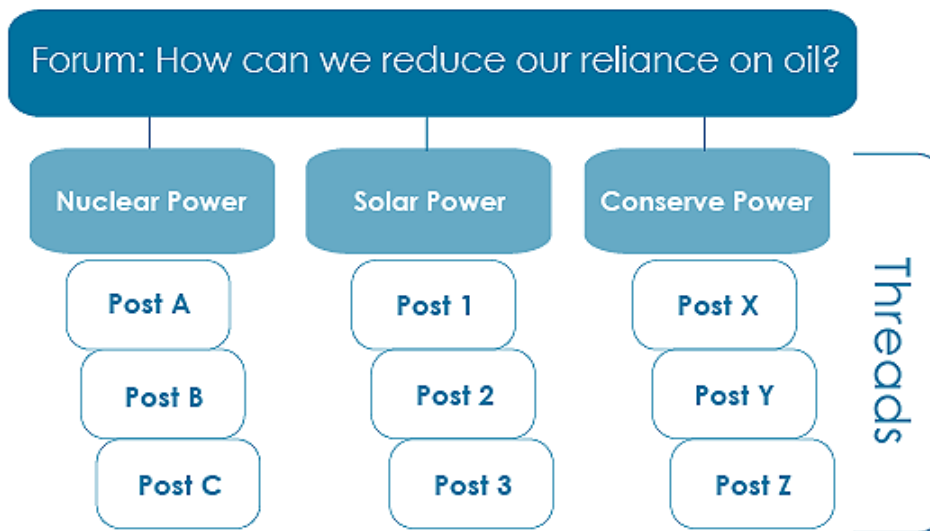 Forum: How can we reduce our reliance on oil?
Nuclear Power
Solar Power
Conserve Power
Post A
Post 1
Post X
Post B
Post 2
Post Y
Post C
Post 3
Post Z
Threads